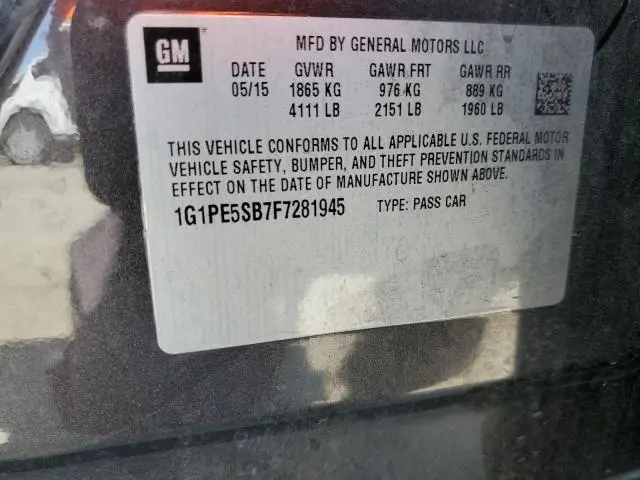 GM
MFD BY GENERAL MOTORS LLC
DATE GVWR GAWR FRT GAWR RR
05/15 1865 KG 976 KG 889 KG
4111 LB 2151 LB 1960 LB
THIS VEHICLE CONFORMS TO ALL APPLICABLE U.S. FEDERAL MOTOR
VEHICLE SAFETY, BUMPER, AND THEFT PREVENTION STANDARDS IN
EFFECT ON THE DATE OF MANUFACTURE SHOWN ABOVE.
1G1PE5SB7F7281945 TYPE: PASS CAR